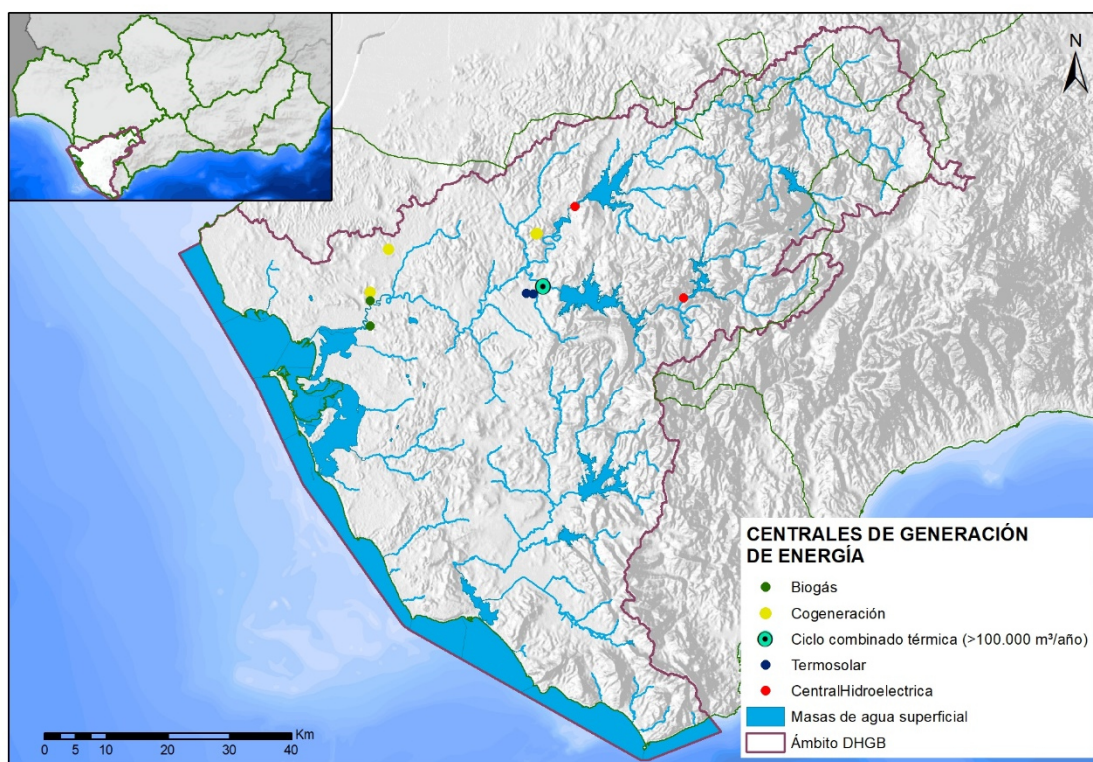 N
CENTRALES DE GENERACIÓN
DE ENERGÍA
Biogás
Cogeneración
Ciclo combinado térmica (>100.000 m³/año)
Termosolar
CentralHidroelectrica
Masas de agua superficial
Ámbito DHGB
Km
0 5 10 20 30 40